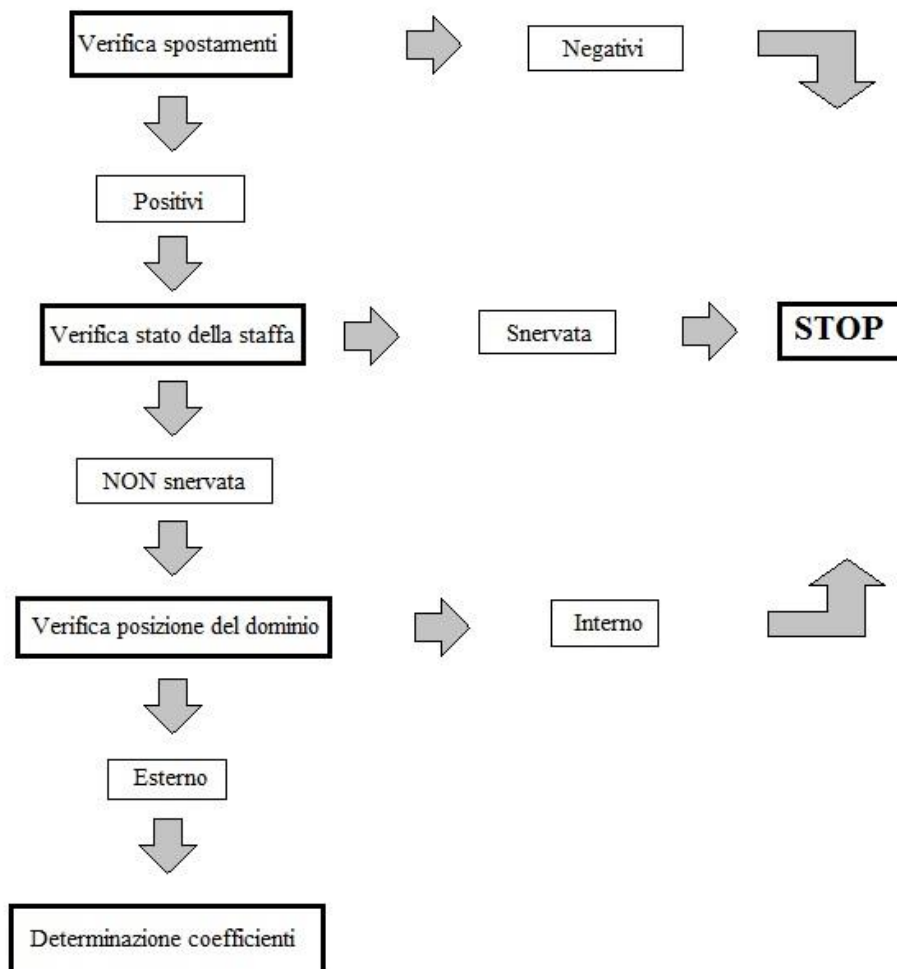 Verifica spostamenti
Negativi
Positivi
Verifica stato della staffa
Snervata
STOP
NON snervata
Verifica posizione del dominio
Interno
Esterno
Determinazione coefficienti